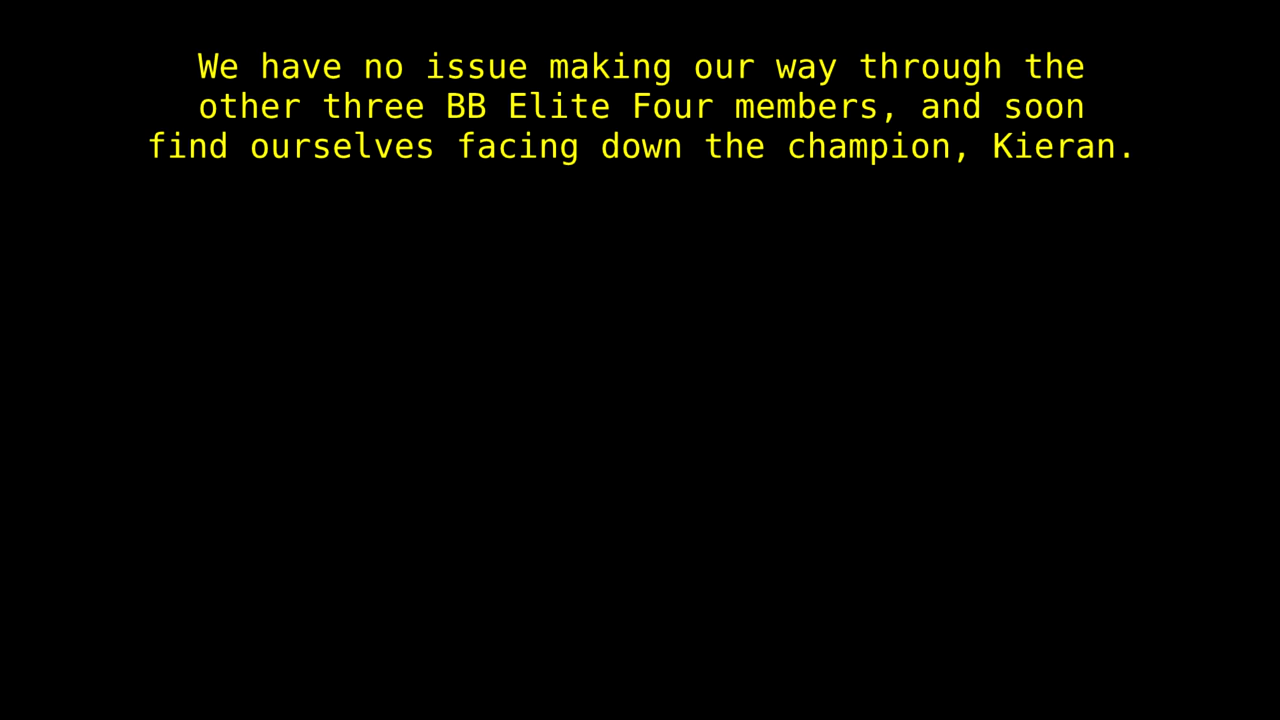 We have no issue making our way through the
other three BB Elite Four members, and soon
find ourselves facing down the champion, Kieran.